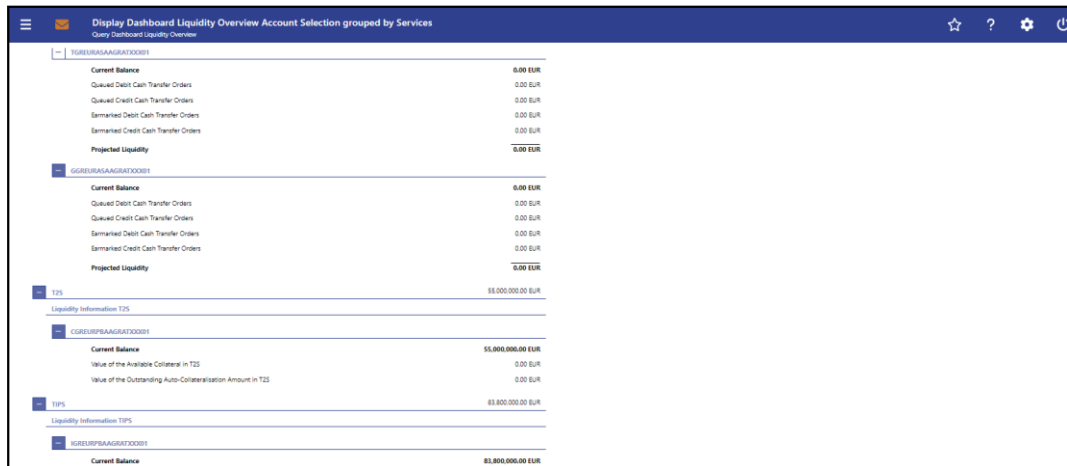 Display Dashboard Liquidity Overview Account Selection grouped by Services
Query Dashboard Liquidity Overview
TGREURASAAGRATXXX01
Current Balance 0.00 EUR
Queued Debit Cash Transfer Orders 0.00 EUR
Queued Credit Cash Transfer Orders 0.00 EUR
Earmarked Debit Cash Transfer Orders 0.00 EUR
Earmarked Credit Cash Transfer Orders 0.00 EUR
Projected Liquidity 0.00 EUR
GGREURASAAGRATXXX01
Current Balance 0.00 EUR
Queued Debit Cash Transfer Orders 0.00 EUR
Queued Credit Cash Transfer Orders 0.00 EUR
Earmarked Debit Cash Transfer Orders 0.00 EUR
Earmarked Credit Cash Transfer Orders 0.00 EUR
Projected Liquidity 0.00 EUR
T2S 55,000,000.00 EUR
Liquidity Information T2S
CGREURPBAAGRATXXX01
Current Balance 55,000,000.00 EUR
Value of the Available Collateral in T2S 0.00 EUR
Value of the Outstanding Auto-Collateralisation Amount in T2S 0.00 EUR
TIPS 83,800,000.00 EUR
Liquidity Information TIPS
IGREURPBAAGRATXXX01
Current Balance 83,800,000.00 EUR